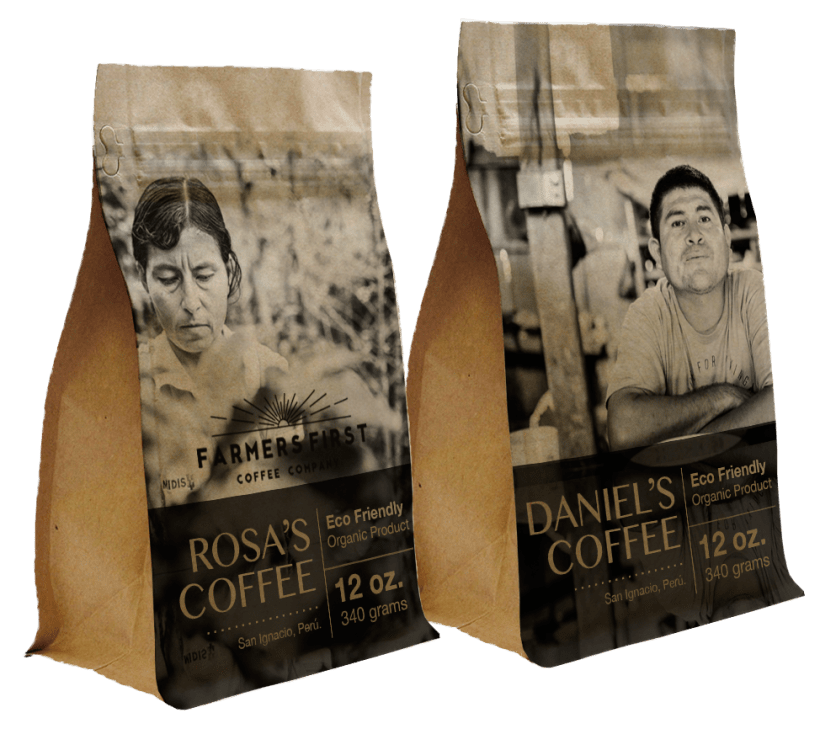 FARMERS FIRST
COFFEE COMPANY
ROSA'S
COFFEE
Eco Friendly
Organic Product
12 oz.
340 grams
San Ignacio, Perú.
DANIEL'S
COFFEE
Eco Friendly
Organic Product
12 oz.
340 grams
San Ignacio, Perú.